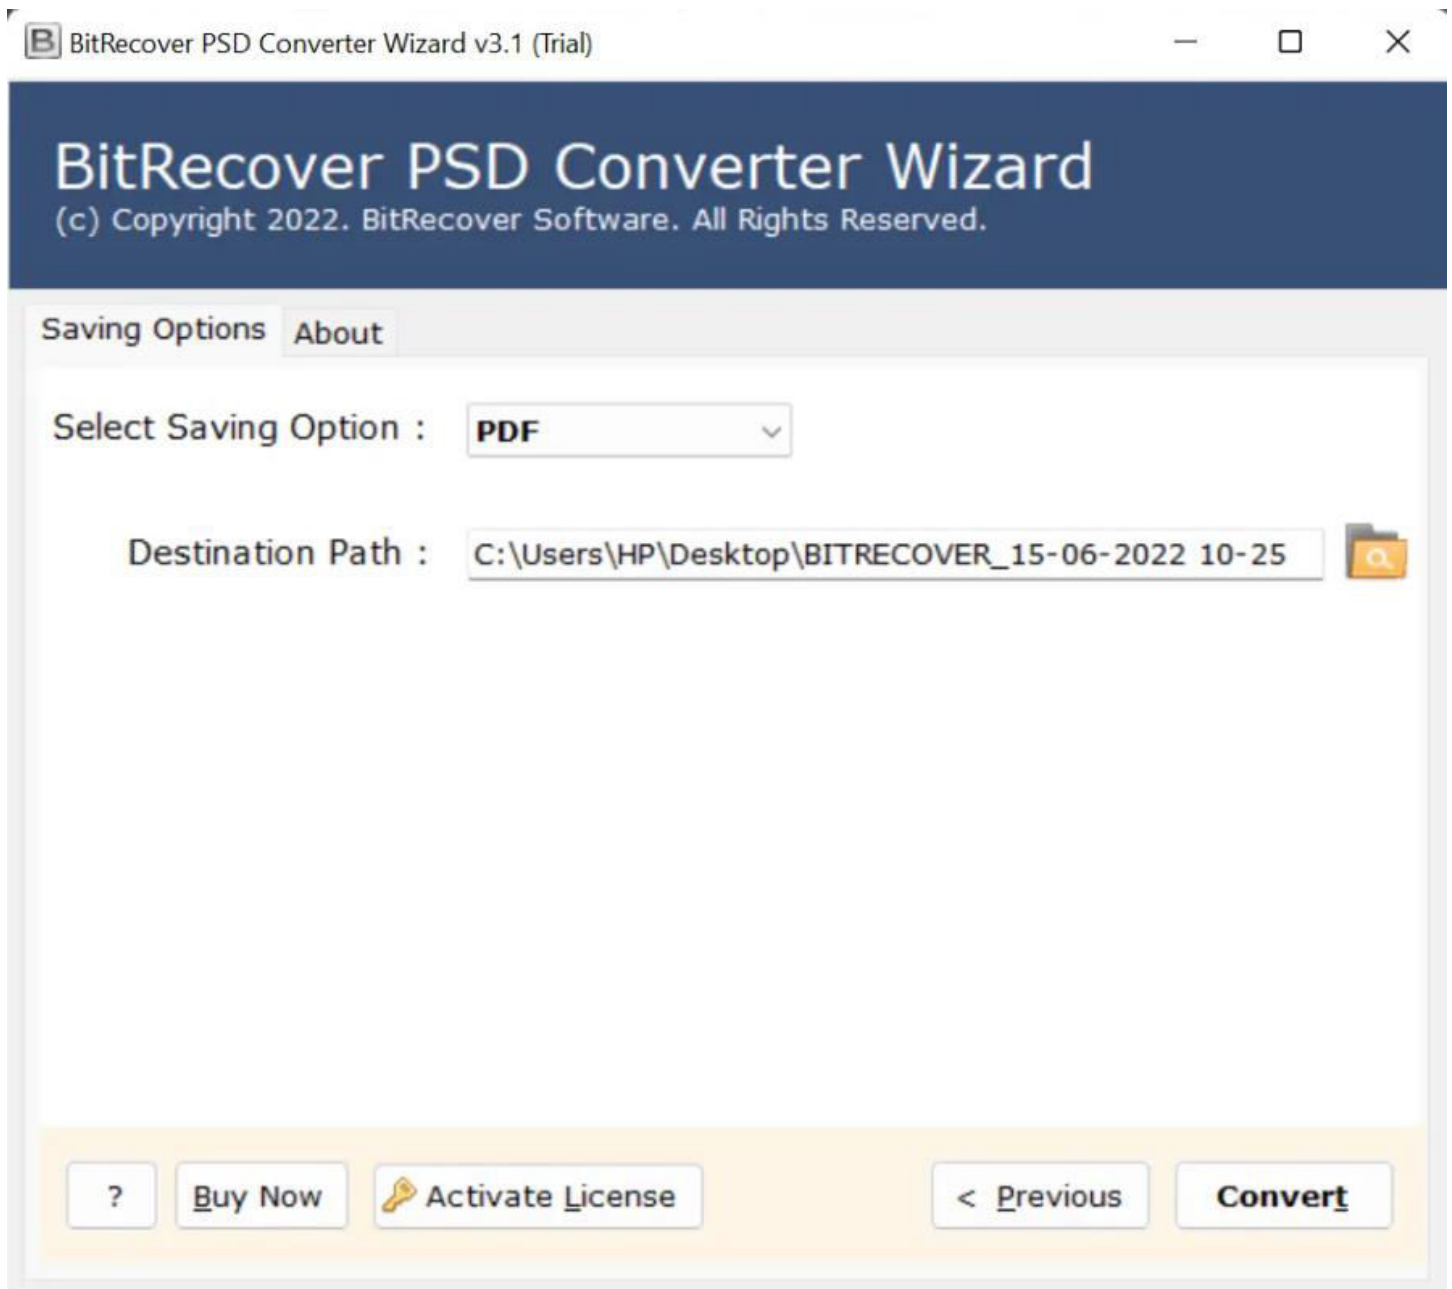 BitRecover PSD Converter Wizard v3.1 (Trial)
BitRecover PSD Converter Wizard
(c) Copyright 2022. BitRecover Software. All Rights Reserved.
Saving Options About
Select Saving Option : PDF
Destination Path : C:\Users\HP\Desktop\BITRECOVER_15-06-2022 10-25
? Buy Now Activate License < Previous Convert